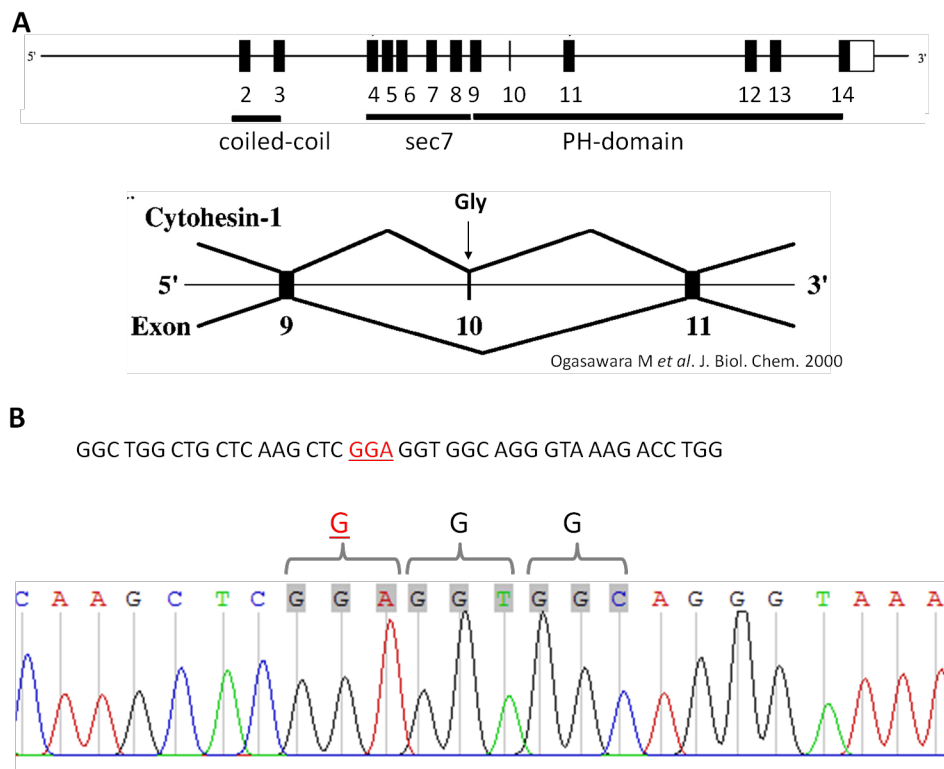 A
5' 3'
2 3 4 5 6 7 8 9 10 11 12 13 14
coiled-coil sec7 PH-domain
Gly
Cytohesin-1
5' 3'
Exon 9 10 11
Ogasawara M et al. J. Biol. Chem. 2000
B
GGC TGG CTG CTC AAG CTC GGA GGT GGC AGG GTA AAG ACC TGG
G G G
C A A G C T C G G A G G T G G C A G G G T A A A